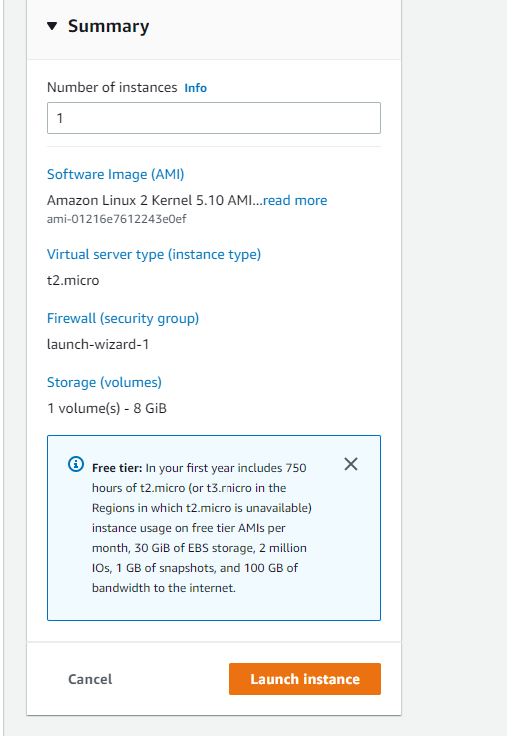 Summary
Number of instances Info
1
Software Image (AMI)
Amazon Linux 2 Kernel 5.10 AMI...read more
ami-01216e7612243e0ef
Virtual server type (instance type)
t2.micro
Firewall (security group)
launch-wizard-1
Storage (volumes)
1 volume(s) - 8 GiB
Free tier: In your first year includes 750
hours of t2.micro (or t3.micro in the
Regions in which t2.micro is unavailable)
instance usage on free tier AMIs per
month, 30 GiB of EBS storage, 2 million
IOs, 1 GB of snapshots, and 100 GB of
bandwidth to the internet.
Cancel Launch instance